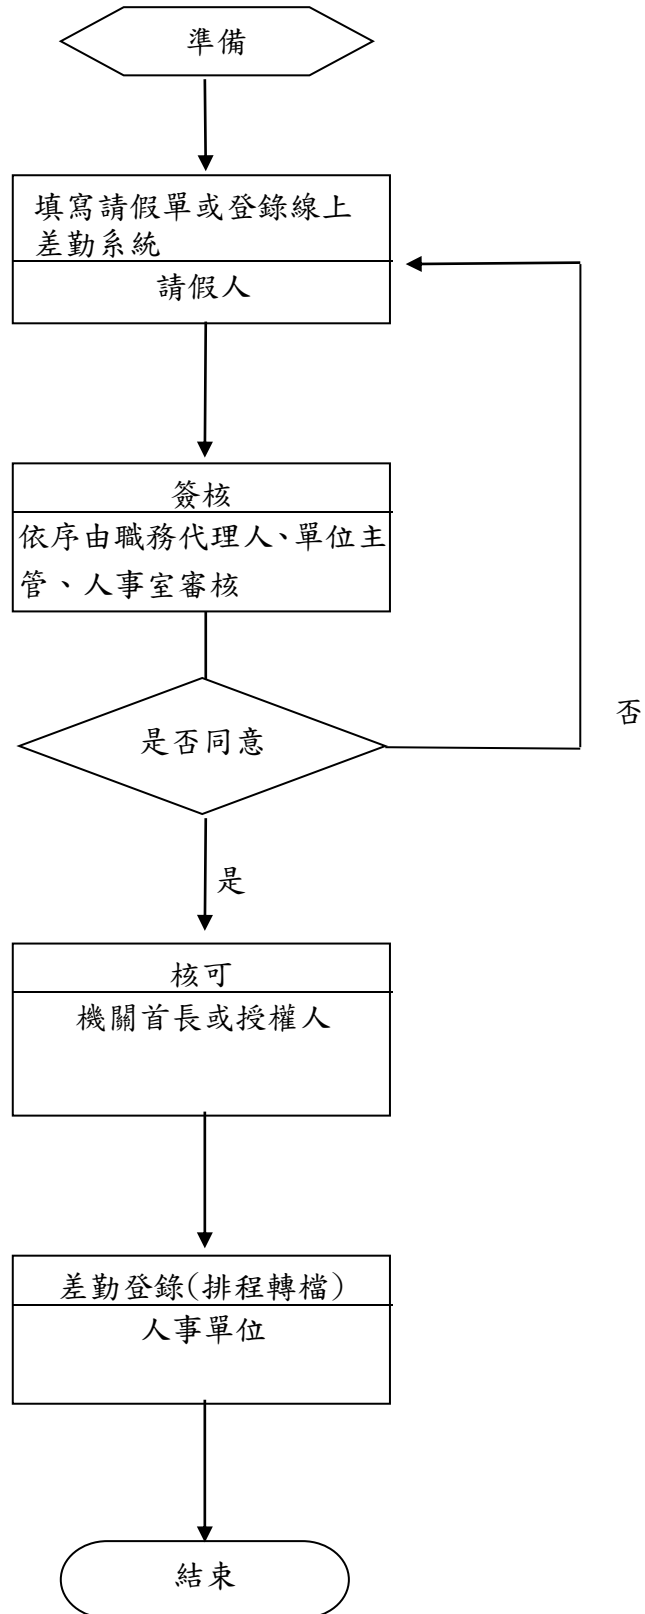 準備
填寫請假單或登錄線上
差勤系統
請假人
簽核
依序由職務代理人、單位主
管、人事室審核
是否同意
否
是
核可
機關首長或授權人
差勤登錄(排程轉檔)
人事單位
結束